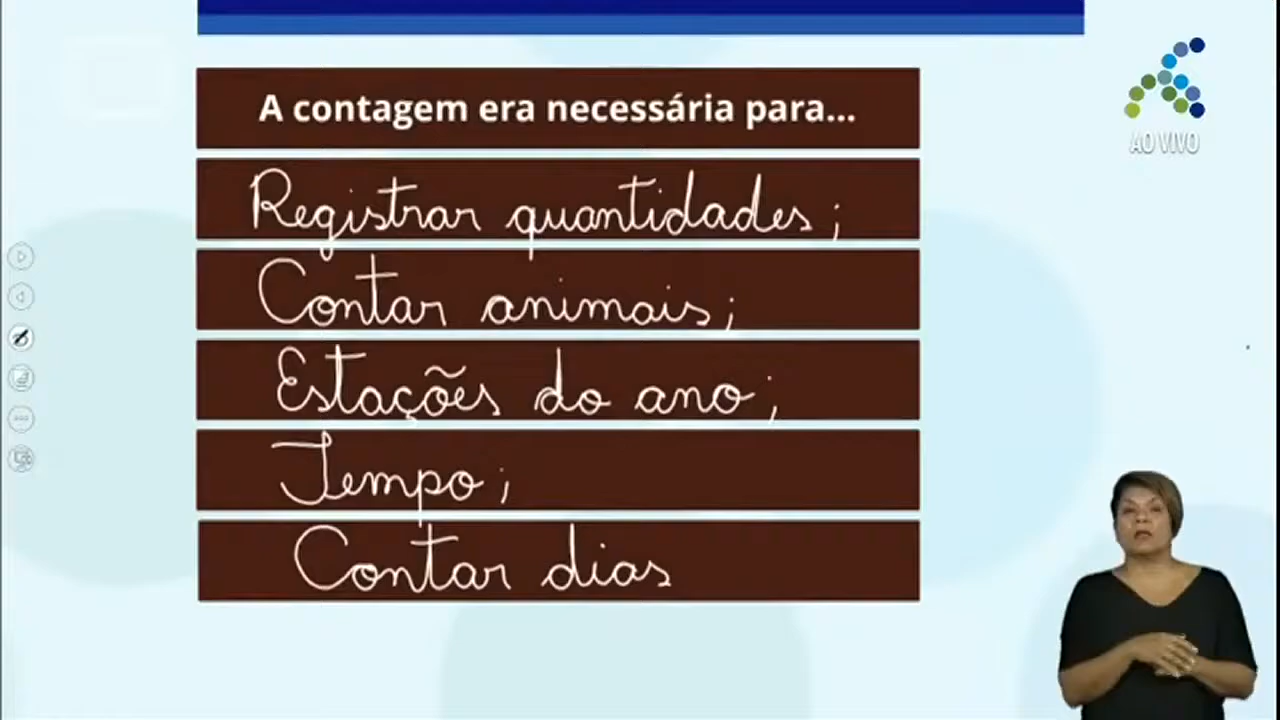 A contagem era necessária para...
AO VIVO
Registrar quantidades;
Contar animais;
Estações do ano;
Tempo;
Contar dias